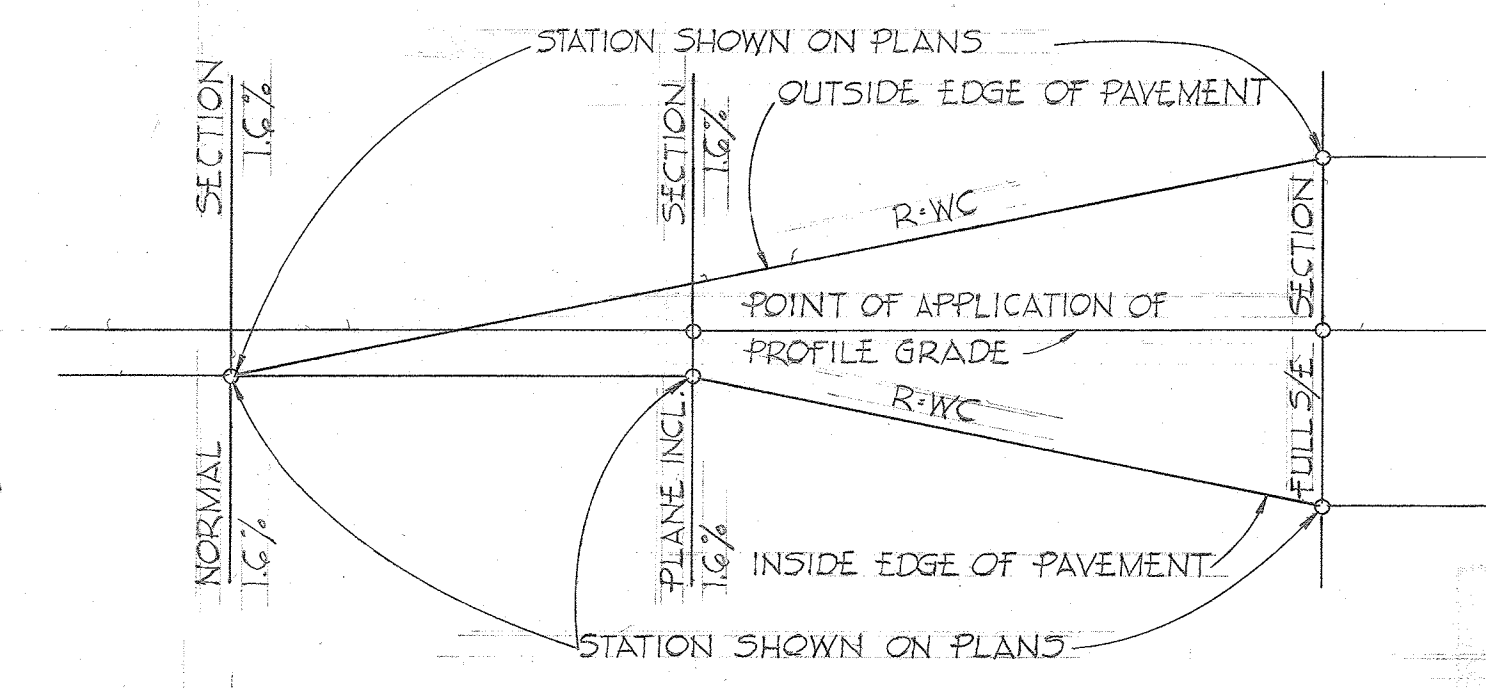 STATION SHOWN ON PLANS
OUTSIDE EDGE OF PAVEMENT
NORMAL SECTION
1.6% 1.6%
PLANE INCL. SECTION
1.6% 1.6%
R=WC
POINT OF APPLICATION OF
PROFILE GRADE
R=WC
FULL S/E SECTION
INSIDE EDGE OF PAVEMENT
STATION SHOWN ON PLANS